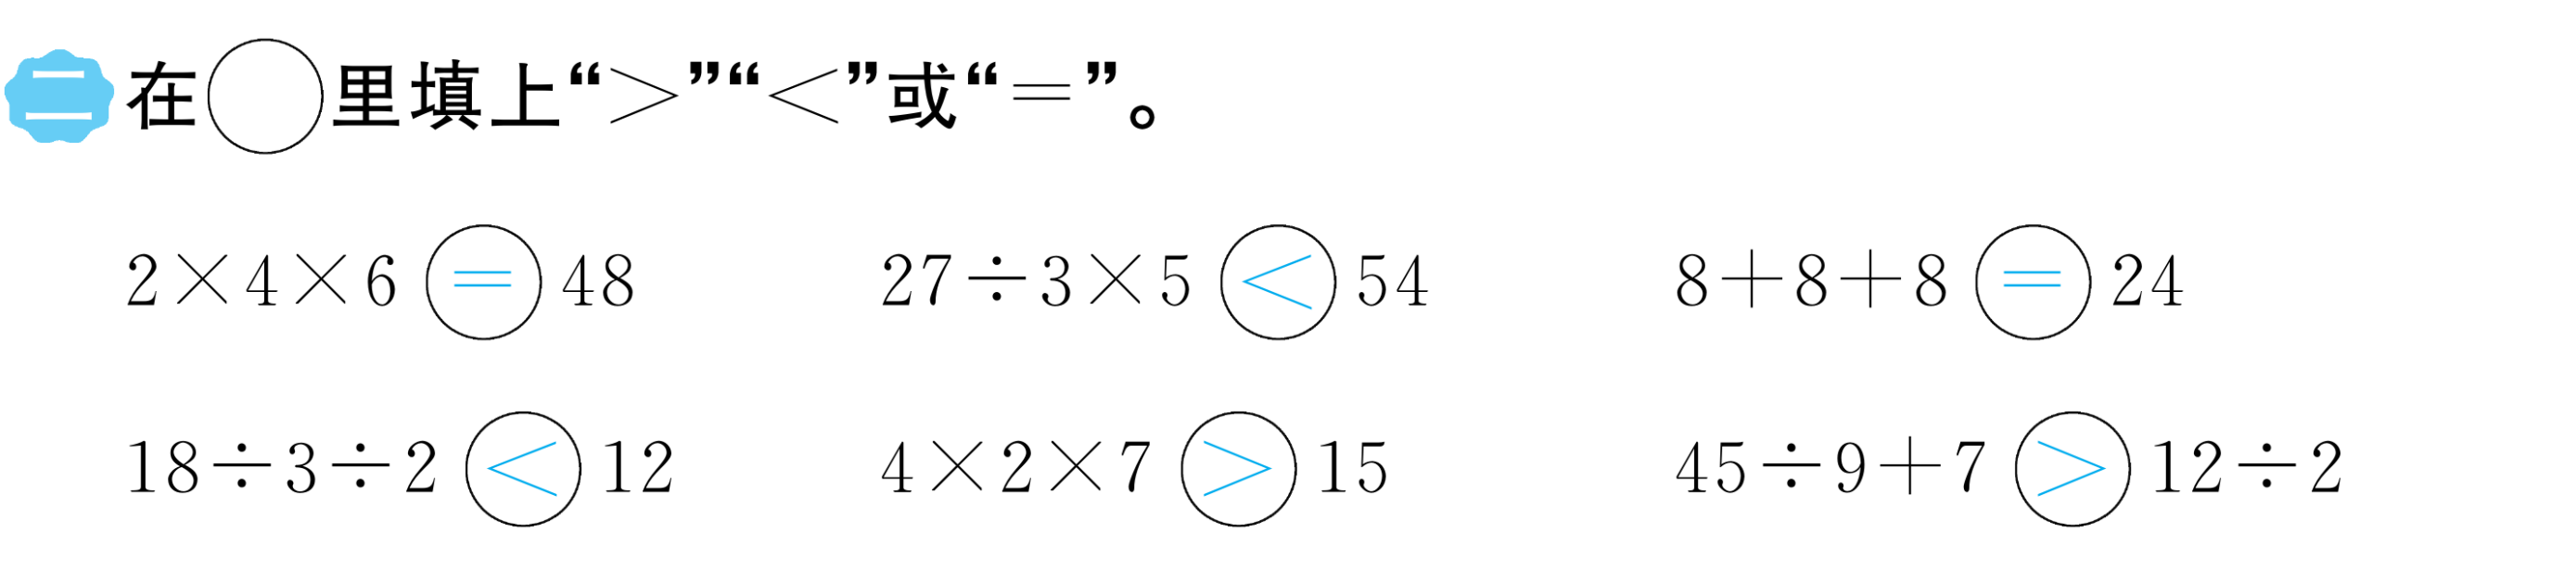 二 在○里填上“>”“<”或“=”。
2×4×6 = 48 27÷3×5 < 54 8+8+8 = 24
18÷3÷2 < 12 4×2×7 > 15 45÷9+7 > 12÷2